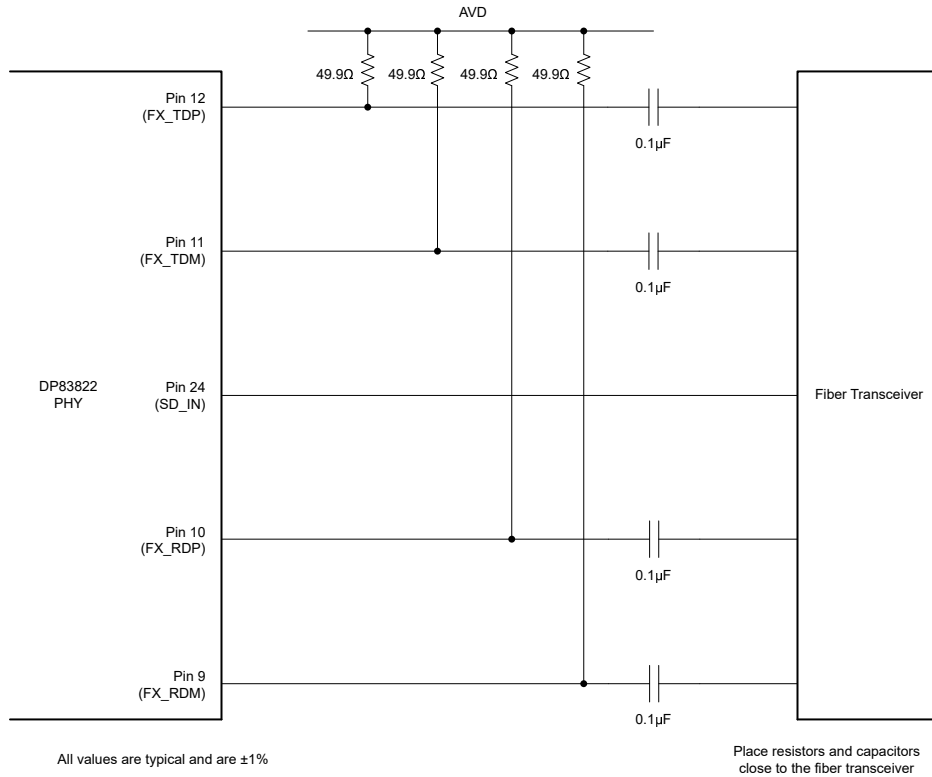 AVD
49.9Ω 49.9Ω 49.9Ω 49.9Ω
Pin 12
(FX_TDP)
0.1µF
Pin 11
(FX_TDM)
0.1µF
DP83822
PHY
Pin 24
(SD_IN)
Fiber Transceiver
Pin 10
(FX_RDP)
0.1µF
Pin 9
(FX_RDM)
0.1µF
All values are typical and are ±1%
Place resistors and capacitors
close to the fiber transceiver